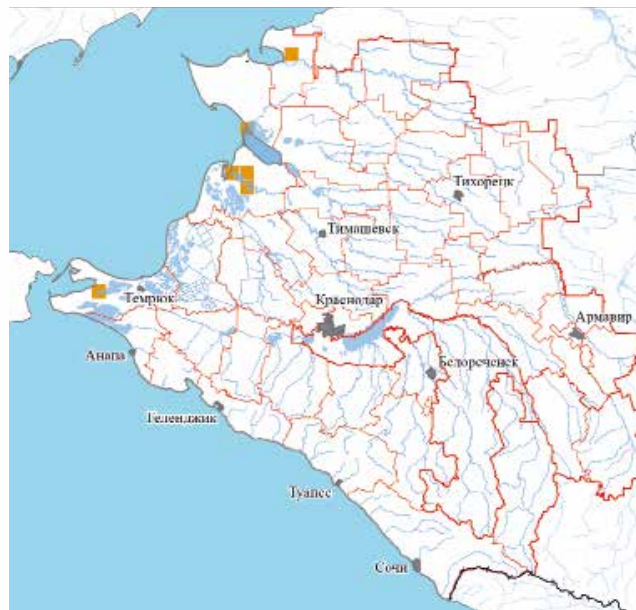 Тихорецк
Тимашевск
Темрюк
Краснодар
Армавир
Анапа
Белореченск
Геленджик
Туапсе
Сочи